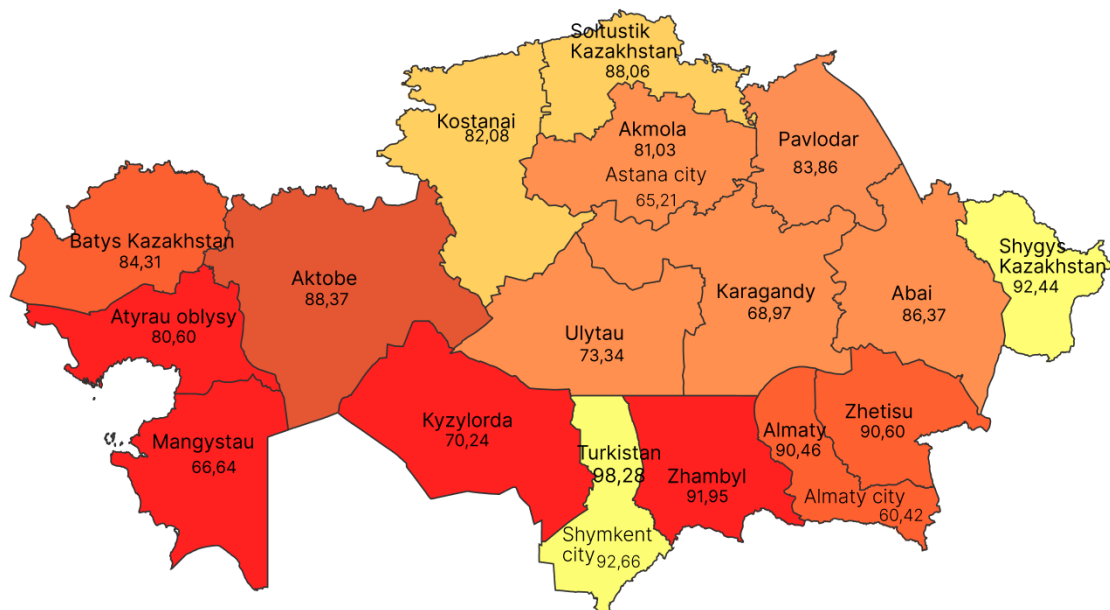 Soltustik
Kazakhstan
88,06
Kostanai
82,08
Akmola
81,03
Astana city
65,21
Pavlodar
83,86
Batys Kazakhstan
84,31
Aktobe
88,37
Atyrau oblysy
80,60
Mangystau
66,64
Kyzylorda
70,24
Ulytau
73,34
Karagandy
68,97
Abai
86,37
Shygys
Kazakhstan
92,44
Turkistan
98,28
Shymkent
city 92,66
Zhambyl
91,95
Almaty
90,46
Zhetisu
90,60
Almaty city
60,42